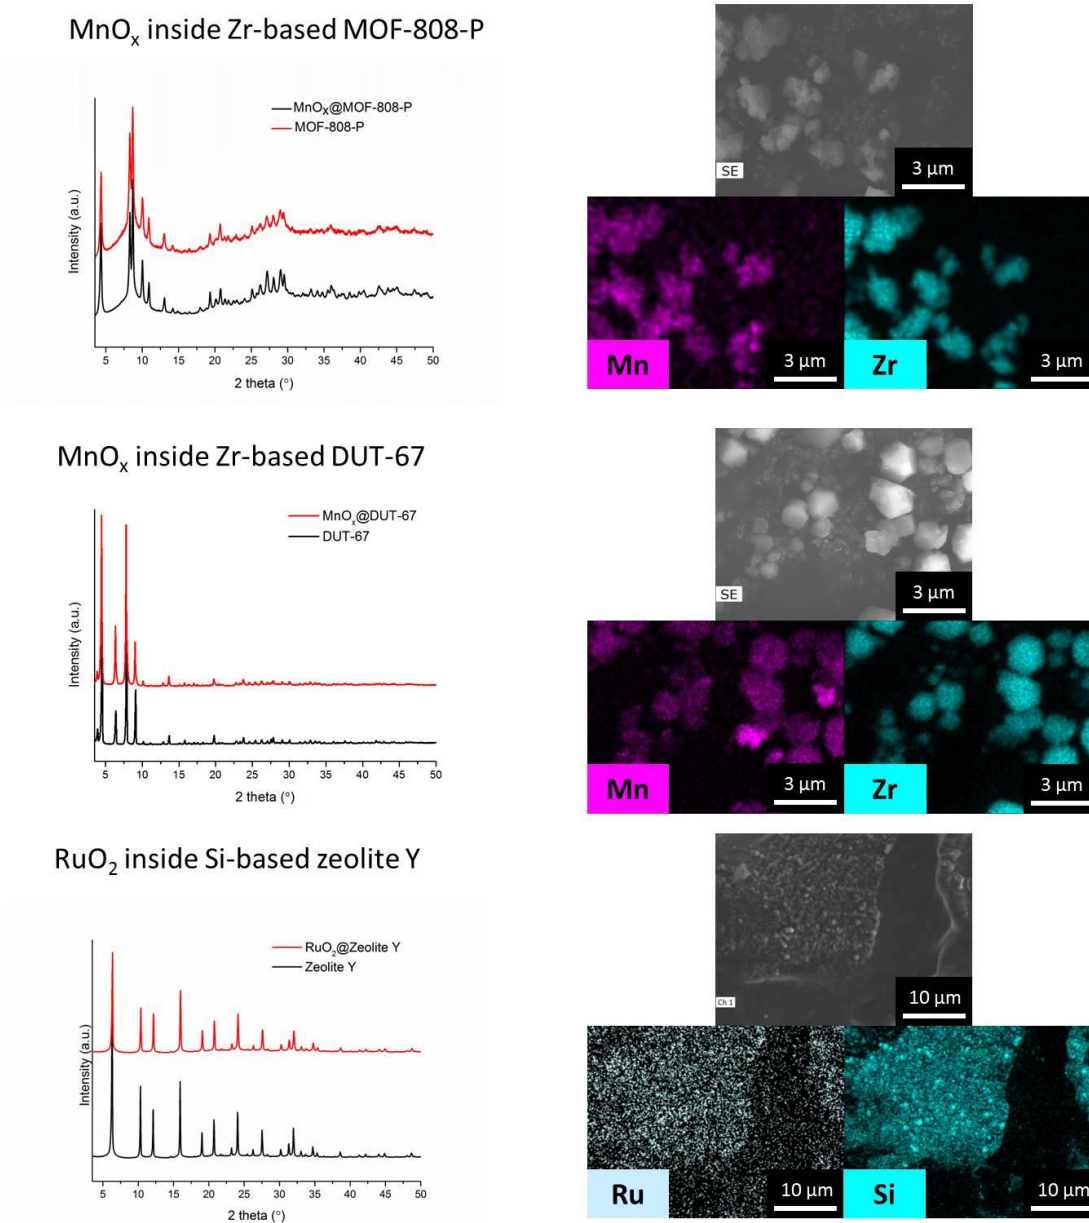 MnOx inside Zr-based MOF-808-P
MnOx@MOF-808-P
MOF-808-P
Intensity (a.u.)
5 10 15 20 25 30 35 40 45 50
2 theta (°)
SE
3 µm
Mn
3 µm
Zr
3 µm
MnOx inside Zr-based DUT-67
MnOx@DUT-67
DUT-67
Intensity (a.u.)
5 10 15 20 25 30 35 40 45 50
2 theta (°)
SE
3 µm
Mn
3 µm
Zr
3 µm
RuO2 inside Si-based zeolite Y
RuO2@Zeolite Y
Zeolite Y
Intensity (a.u.)
5 10 15 20 25 30 35 40 45 50
2 theta (°)
Ch 1
10 µm
Ru
10 µm
Si
10 µm